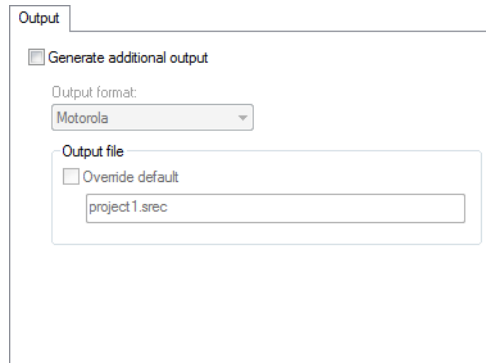 Output
Generate additional output
Output format:
Motorola
Output file
Override default
project1.srec